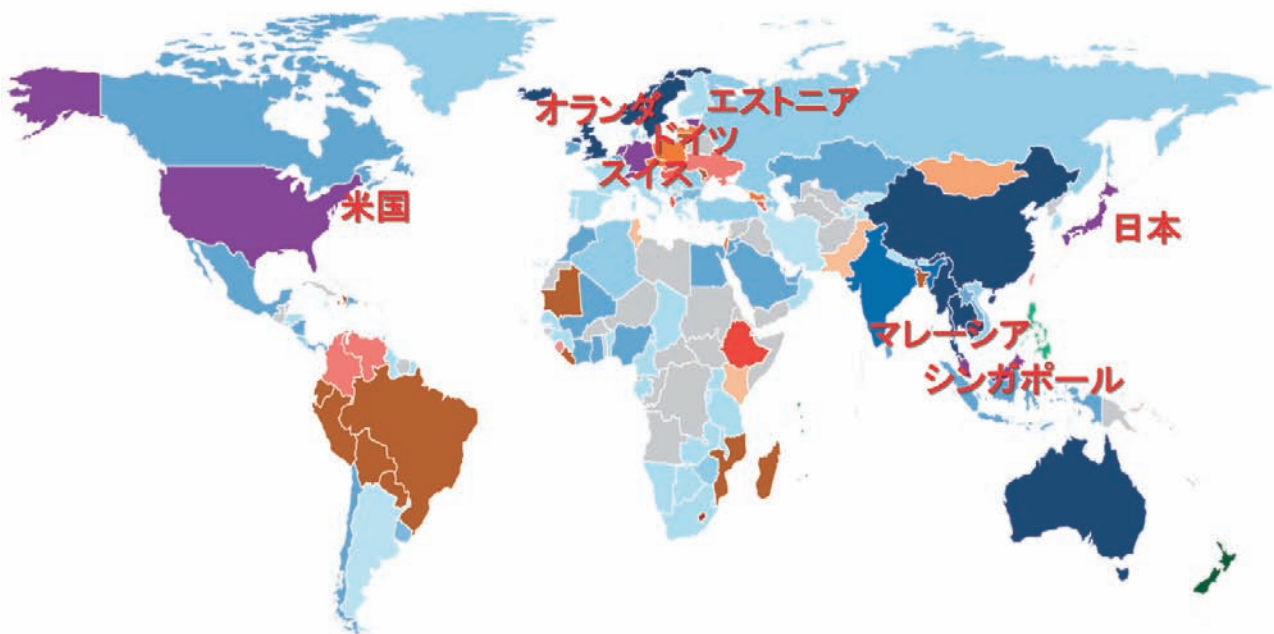 オランダ
エストニア
ドイツ
スイス
米国
日本
マレーシア
シンガポール